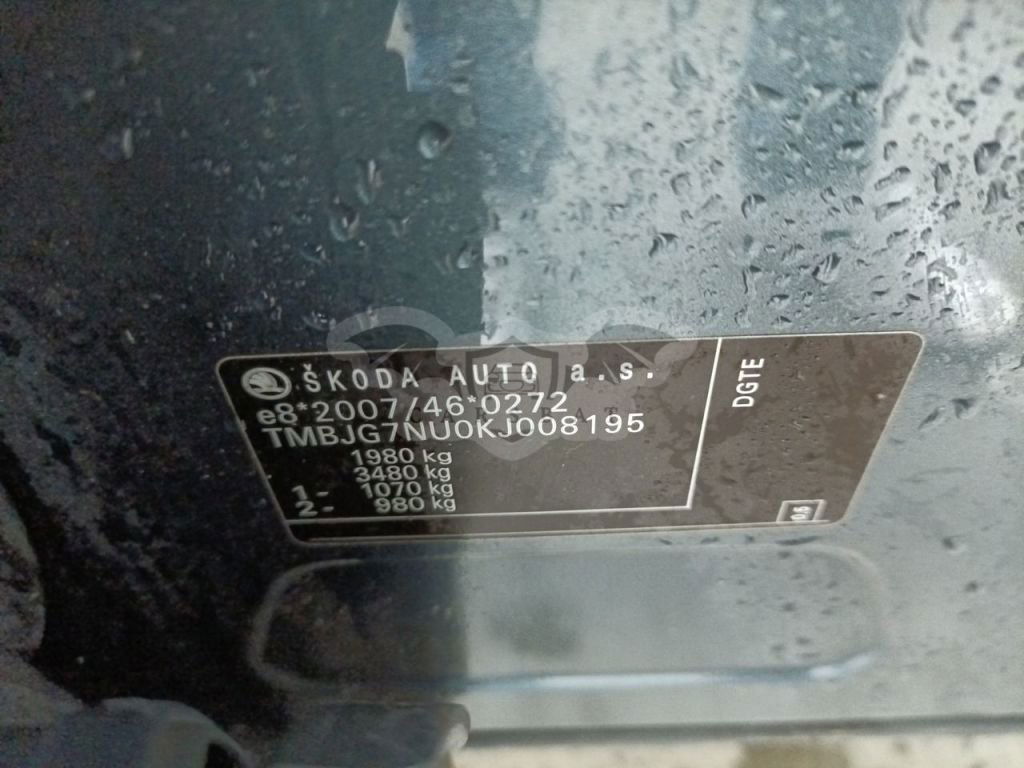 ŠKODA AUTO a.s.
e8*2007/46*0272
TMBJG7NU0KJ008195
1980 kg
3480 kg
1- 1070 kg
2- 980 kg
DGTE